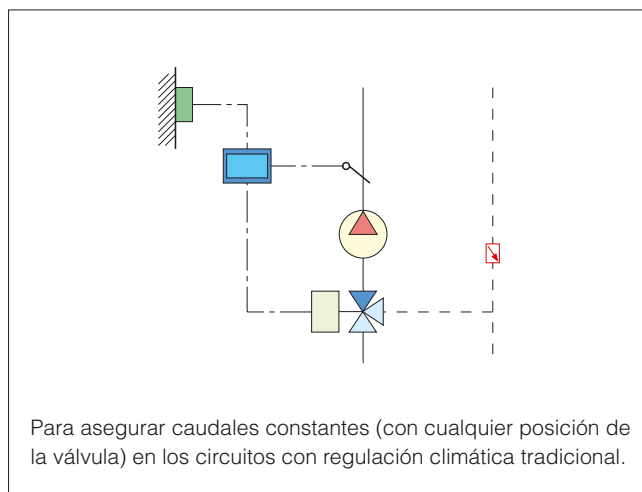 Para asegurar caudales constantes (con cualquier posición de
la válvula) en los circuitos con regulación climática tradicional.